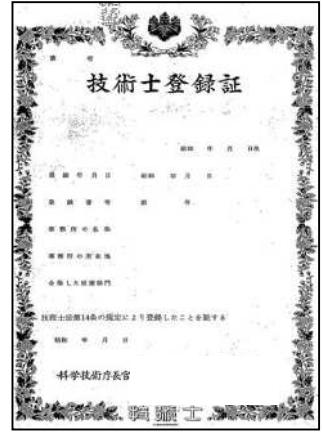 第 号
技術士登録証
昭和 年 月 日生
登録年月日 昭和 年 月 日
登録番号 第 号
事務所の名称
事務所の所在地
合格した技術部門
技術士法第14条の規定により登録したことを証する
昭和 年 月 日
科学技術庁長官
技術士